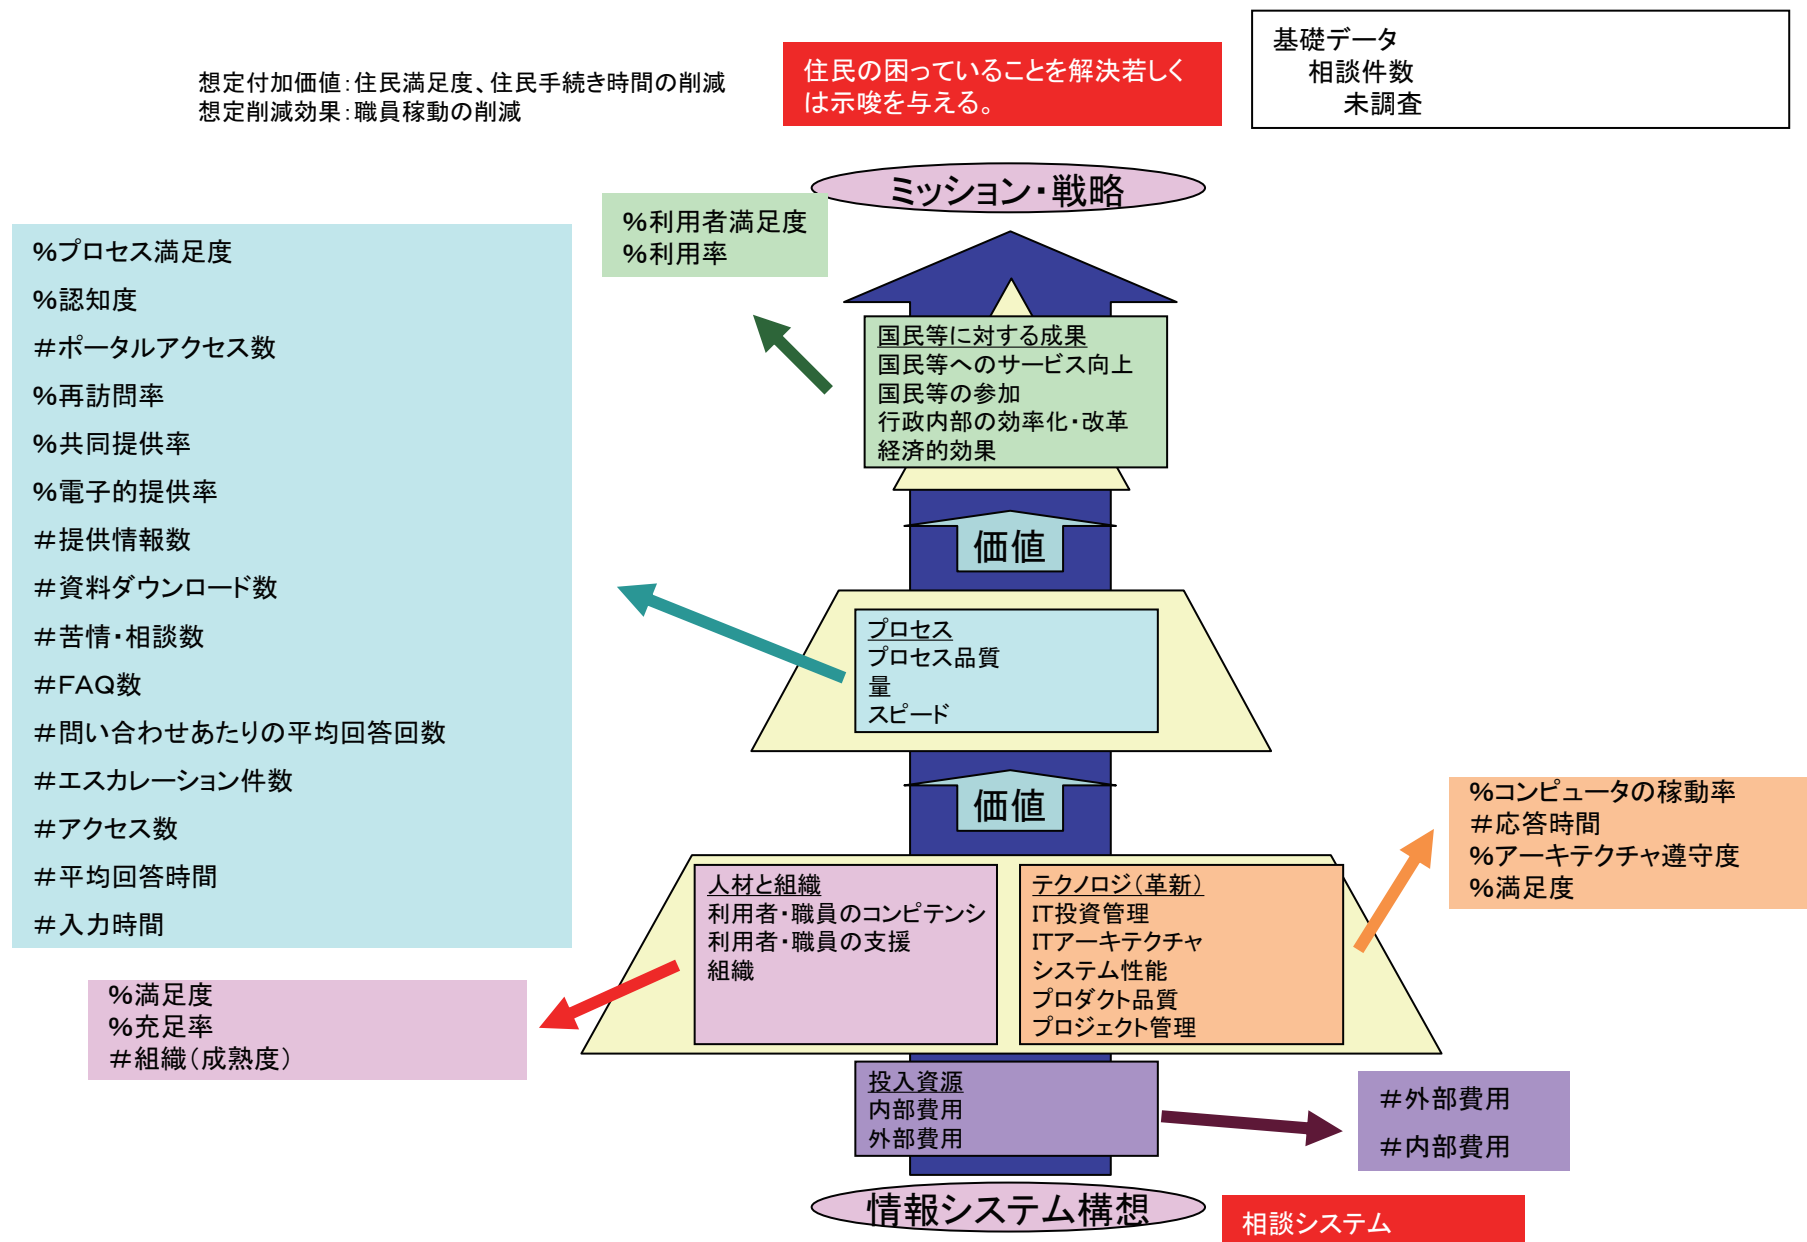 想定付加価値：住民満足度、住民手続き時間の削減
想定削減効果：職員稼動の削減
住民の困っていることを解決若しく
は示唆を与える。
基礎データ
相談件数
未調査
ミッション・戦略
%利用者満足度
%利用率
%プロセス満足度
%認知度
＃ポータルアクセス数
%再訪問率
%共同提供率
%電子的提供率
＃提供情報数
＃資料ダウンロード数
＃苦情・相談数
＃FAQ数
＃問い合わせあたりの平均回答回数
＃エスカレーション件数
＃アクセス数
＃平均回答時間
＃入力時間
国民等に対する成果
国民等へのサービス向上
国民等の参加
行政内部の効率化・改革
経済的効果
価値
プロセス
プロセス品質
量
スピード
価値
人材と組織
利用者・職員のコンピテンシ
利用者・職員の支援
組織
テクノロジ（革新）
IT投資管理
ITアーキテクチャ
システム性能
プロダクト品質
プロジェクト管理
%コンピュータの稼動率
＃応答時間
%アーキテクチャ遵守度
%満足度
%満足度
%充足率
＃組織（成熟度）
投入資源
内部費用
外部費用
＃外部費用
＃内部費用
情報システム構想
相談システム